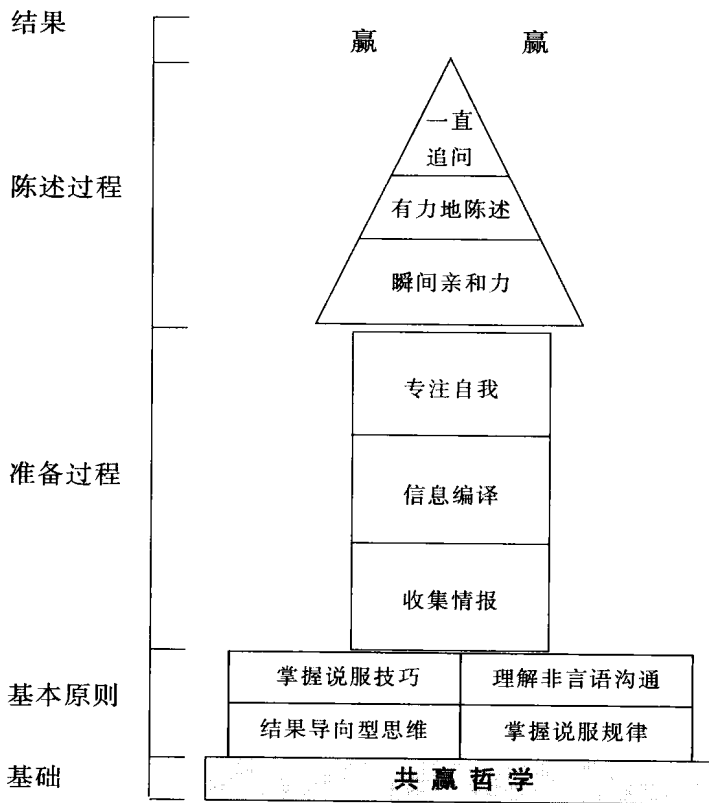 结果
赢 赢
一直
追问
陈述过程
有力地陈述
瞬间亲和力
专注自我
准备过程
信息编译
收集情报
掌握说服技巧 理解非言语沟通
基本原则
结果导向型思维 掌握说服规律
基础
共赢哲学